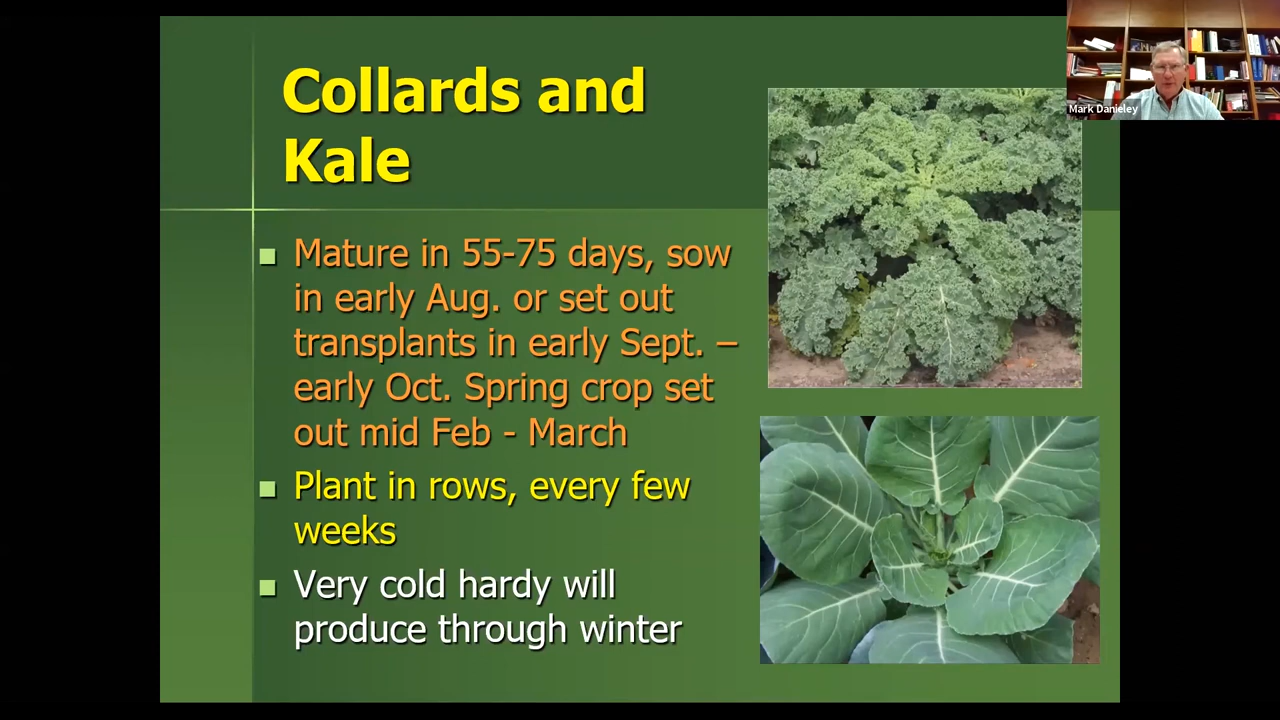 Collards and
Kale
Mature in 55-75 days, sow
in early Aug. or set out
transplants in early Sept. –
early Oct. Spring crop set
out mid Feb - March
Plant in rows, every few
weeks
Very cold hardy will
produce through winter
Mark Danieley